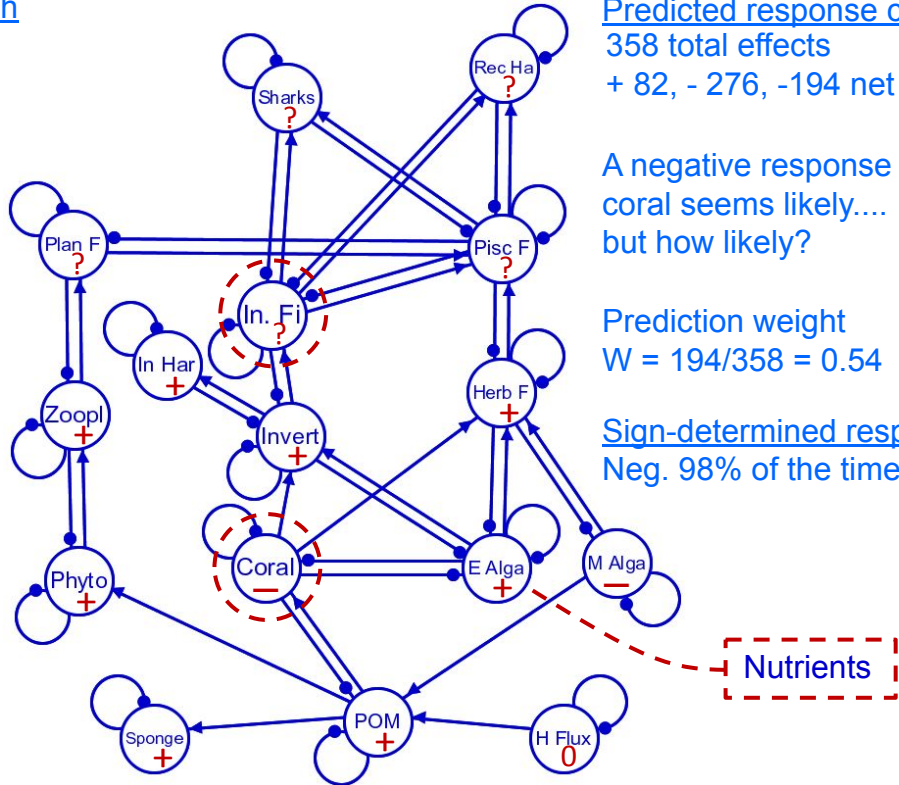 h
Predicted response o
358 total effects
+ 82, - 276, -194 net
A negative response
coral seems likely....
but how likely?
Prediction weight
W = 194/358 = 0.54
Sign-determined resp
Neg. 98% of the time
Rec Ha
?
Sharks
?
Plan F
?
Pisc F
?
In. Fi
?
In Har
+
Herb F
+
Zoopl
+
Invert
+
Coral
−
E Alga
+
M Alga
−
Phyto
+
Nutrients
POM
+
Sponge
+
H Flux
0